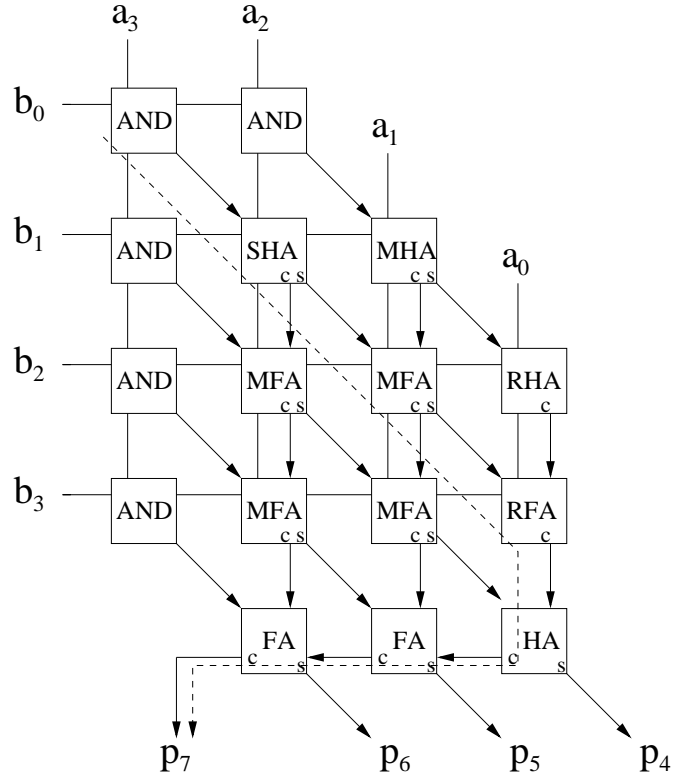 a₃ a₂
b₀ AND AND
a₁
b₁ AND SHA MHA
c s c s
a₀
b₂ AND MFA MFA RHA
c s c s c
b₃ AND MFA MFA RFA
c s c s c
FA FA HA
c s c s c s
p₇ p₆ p₅ p₄